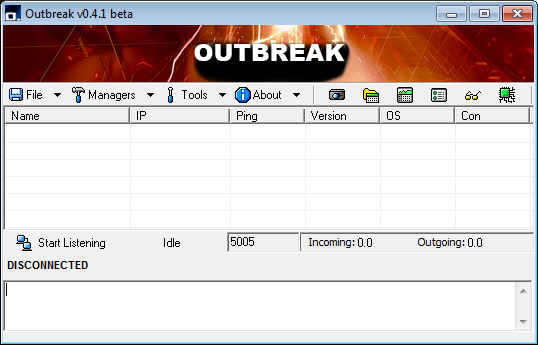 Outbreak v0.4.1 beta
OUTBREAK
File Managers Tools About
Name IP Ping Version OS Con
Start Listening Idle 5005 Incoming: 0.0 Outgoing: 0.0
DISCONNECTED